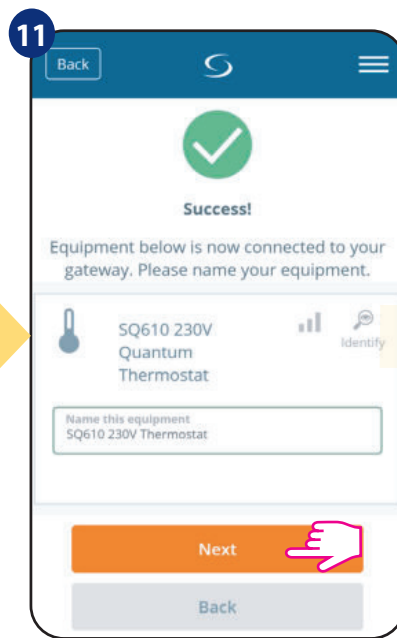 11
Back
Success!
Equipment below is now connected to your
gateway. Please name your equipment.
SQ610 230V
Quantum
Thermostat
Identify
Name this equipment
SQ610 230V Thermostat
Next
Back